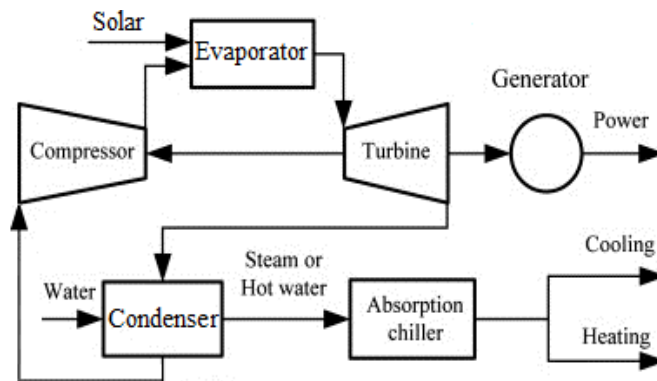 Solar
Evaporator
Generator
Compressor
Turbine
Power
Cooling
Steam or
Hot water
Water
Condenser
Absorption
chiller
Heating